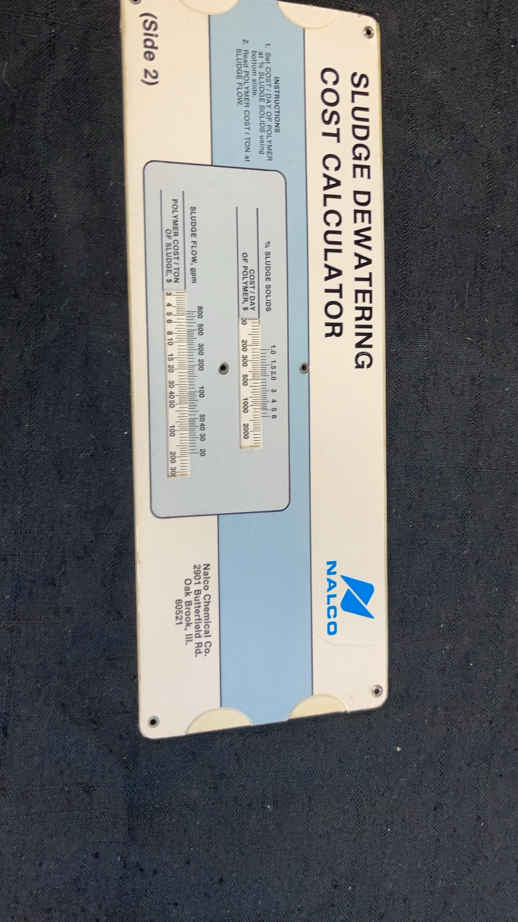 SLUDGE DEWATERING
COST CALCULATOR
NALCO
INSTRUCTIONS
1. Set COST/DAY OF POLYMER
at % SLUDGE SOLIDS using
bottom slide.
2. Read POLYMER COST/TON at
SLUDGE FLOW.
% SLUDGE SOLIDS
1.0 1.5 2.0 3 4 5 6
COST/DAY
OF POLYMER, $
200 300 500 1000 2000
SLUDGE FLOW, gpm
800 500 300 200 100 50 40 30 20
POLYMER COST/TON
OF SLUDGE, $
3 4 5 6 8 10 15 20 30 40 50 100 200 300
(Side 2)
Nalco Chemical Co.
2901 Butterfield Rd.
Oak Brook, Ill.
60521